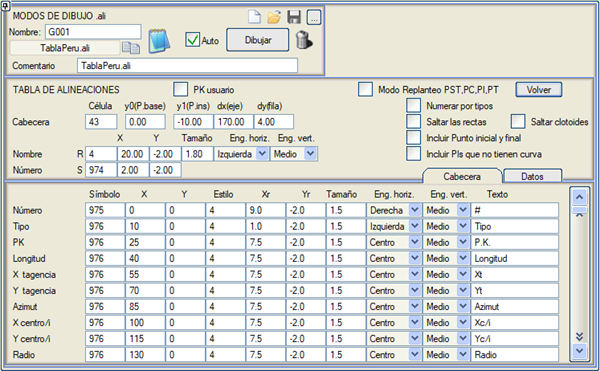 MODOS DE DIBUJO .ali
Nombre: G001
TablaPeru.ali
Auto
Dibujar
...
Comentario TablaPeru.ali
TABLA DE ALINEACIONES PK usuario Modo Replanteo PST,PC,PI,PT Volver
Célula y0(P.base) y1(P.ins) dx(eje) dy(fila) Numerar por tipos
Cabecera 43 0.00 -10.00 170.00 4.00 Saltar las rectas Saltar clotoides
X Y Tamaño Eng. horiz. Eng. vert. Incluir Punto inicial y final
Nombre R 4 20.00 -2.00 1.80 Izquierda Medio Incluir PIs que no tienen curva
Número S 974 2.00 -2.00
Cabecera Datos
Símbolo X Y Estilo Xr Yr Tamaño Eng. horiz. Eng. vert. Texto
Número 975 0 0 4 9.0 -2.0 1.5 Derecha Medio #
Tipo 976 10 0 4 1.0 -2.0 1.5 Izquierda Medio Tipo
PK 976 25 0 4 7.5 -2.0 1.5 Centro Medio P.K.
Longitud 976 40 0 4 7.5 -2.0 1.5 Centro Medio Longitud
X tagencia 976 55 0 4 7.5 -2.0 1.5 Centro Medio Xt
Y tagencia 976 70 0 4 7.5 -2.0 1.5 Centro Medio Yt
Azimut 976 85 0 4 7.5 -2.0 1.5 Centro Medio Azimut
X centro/i 976 100 0 4 7.5 -2.0 1.5 Centro Medio Xc/i
Y centro/i 976 115 0 4 7.5 -2.0 1.5 Centro Medio Yc/i
Radio 976 130 0 4 7.5 -2.0 1.5 Centro Medio Radio